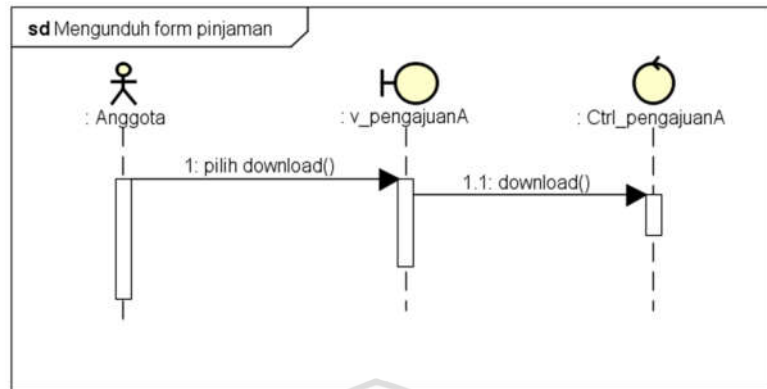 sd Mengunduh form pinjaman
: Anggota
: v_pengajuanA
: Ctrl_pengajuanA
1: pilih download()
1.1: download()